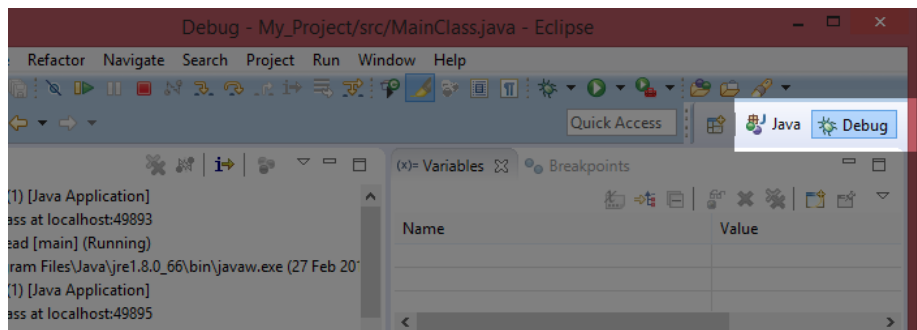 Debug - My_Project/src/MainClass.java - Eclipse
Refactor Navigate Search Project Run Window Help
Quick Access
Java Debug
(x)= Variables Breakpoints
(1) [Java Application]
ass at localhost:49893
Name Value
ead [main] (Running)
ram Files\Java\jre1.8.0_66\bin\javaw.exe (27 Feb 20
(1) [Java Application]
ass at localhost:49895